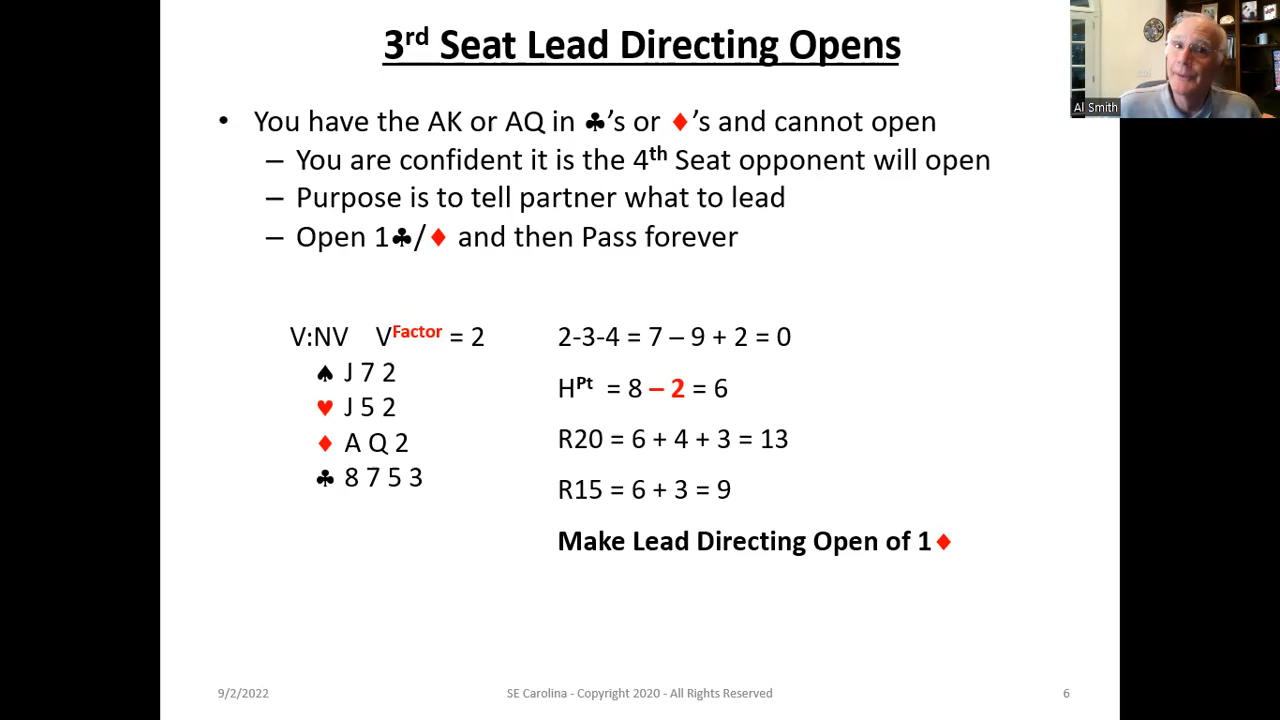 3rd Seat Lead Directing Opens
Al Smith
• You have the AK or AQ in ♣'s or ♦'s and cannot open
– You are confident it is the 4th Seat opponent will open
– Purpose is to tell partner what to lead
– Open 1♣/♦ and then Pass forever
V:NV VFactor = 2
♠ J 7 2
♥ J 5 2
♦ A Q 2
♣ 8 7 5 3
2-3-4 = 7 – 9 + 2 = 0
HPt = 8 – 2 = 6
R20 = 6 + 4 + 3 = 13
R15 = 6 + 3 = 9
Make Lead Directing Open of 1♦
9/2/2022
SE Carolina - Copyright 2020 - All Rights Reserved
6